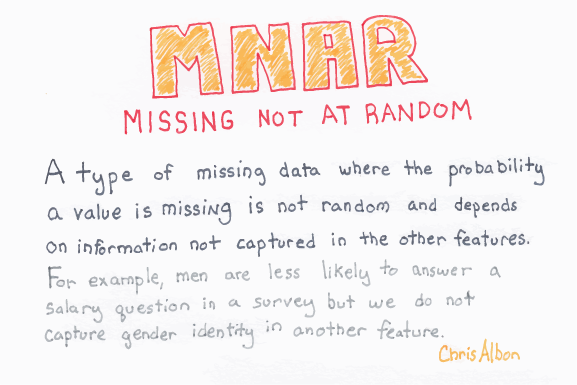 MNAR
MISSING NOT AT RANDOM
A type of missing data where the probability
a value is missing is not random and depends
on information not captured in the other features.
For example, men are less likely to answer a
salary question in a survey but we do not
capture gender identity in another feature.
Chris Albon